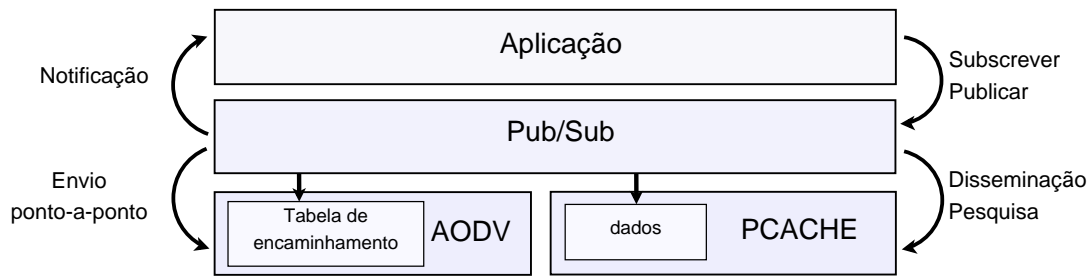 Aplicação
Notificação
Subscrever
Publicar
Pub/Sub
Envio
ponto-a-ponto
Disseminação
Pesquisa
Tabela de
encaminhamento
AODV
dados
PCACHE